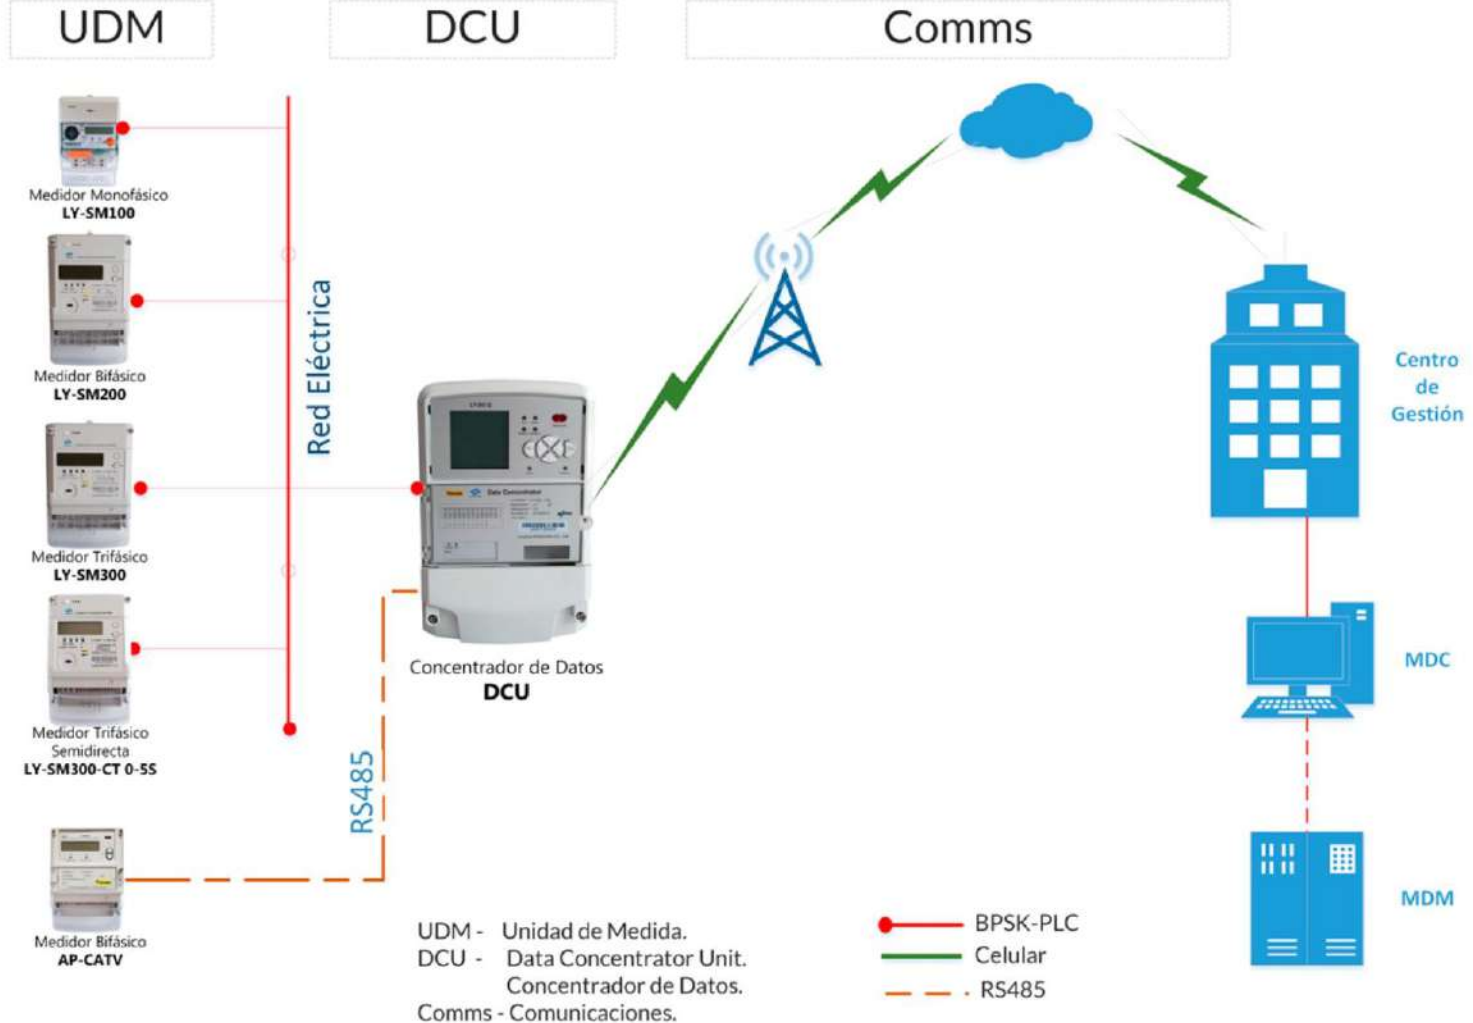 UDM
DCU
Comms
Medidor Monofásico
LY-SM100
Medidor Bifásico
LY-SM200
Medidor Trifásico
LY-SM300
Medidor Trifásico
Semidirecta
LY-SM300-CT 0-5S
Medidor Bifásico
AP-CATV
Red Eléctrica
RS485
Data Concentrator
Concentrador de Datos
DCU
Centro
de
Gestión
MDC
MDM
UDM - Unidad de Medida.
DCU - Data Concentrator Unit.
Concentrador de Datos.
Comms - Comunicaciones.
BPSK-PLC
Celular
RS485